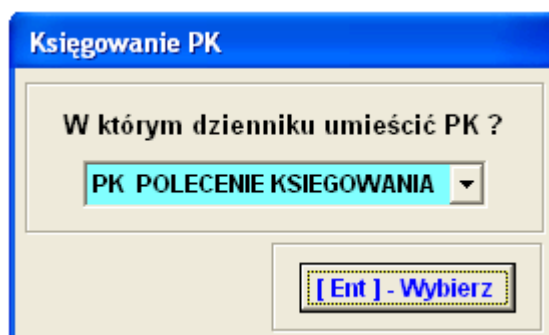 Księgowanie PK
W którym dzienniku umieścić PK ?
PK POLECENIE KSIEGOWANIA
[ Ent ] - Wybierz